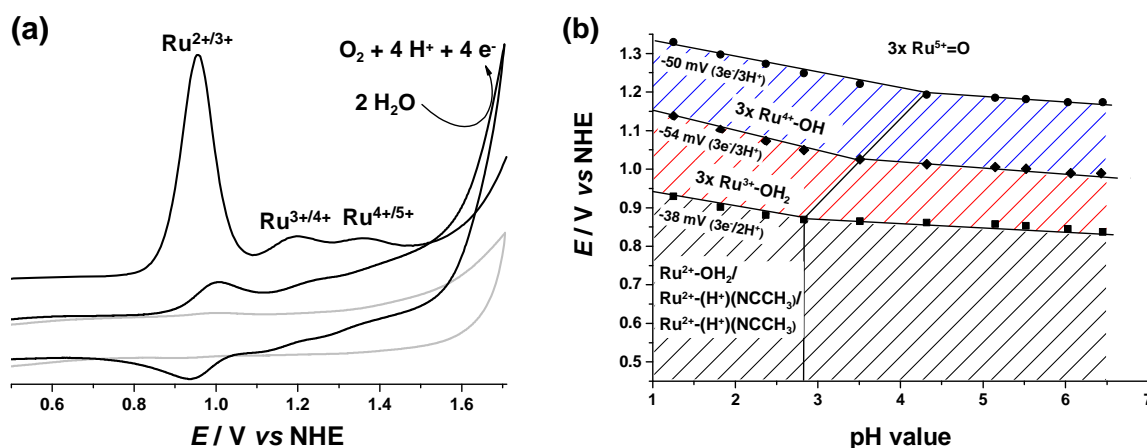 (a)
Ru²⁺/³⁺
Ru³⁺/⁴⁺
Ru⁴⁺/⁵⁺
O₂ + 4 H⁺ + 4 e⁻
2 H₂O
0.6 0.8 1.0 1.2 1.4 1.6
E / V vs NHE
(b)
E / V vs NHE
1.3
1.2
1.1
1.0
0.9
0.8
0.7
0.6
0.5
3x Ru⁵⁺=O
-50 mV (3e⁻/3H⁺)
3x Ru⁴⁺-OH
-54 mV (3e⁻/3H⁺)
3x Ru³⁺-OH₂
-38 mV (3e⁻/2H⁺)
Ru²⁺-OH₂/
Ru²⁺-(H⁺)(NCCH₃)/
Ru²⁺-(H⁺)(NCCH₃)
1 2 3 4 5 6 7
pH value